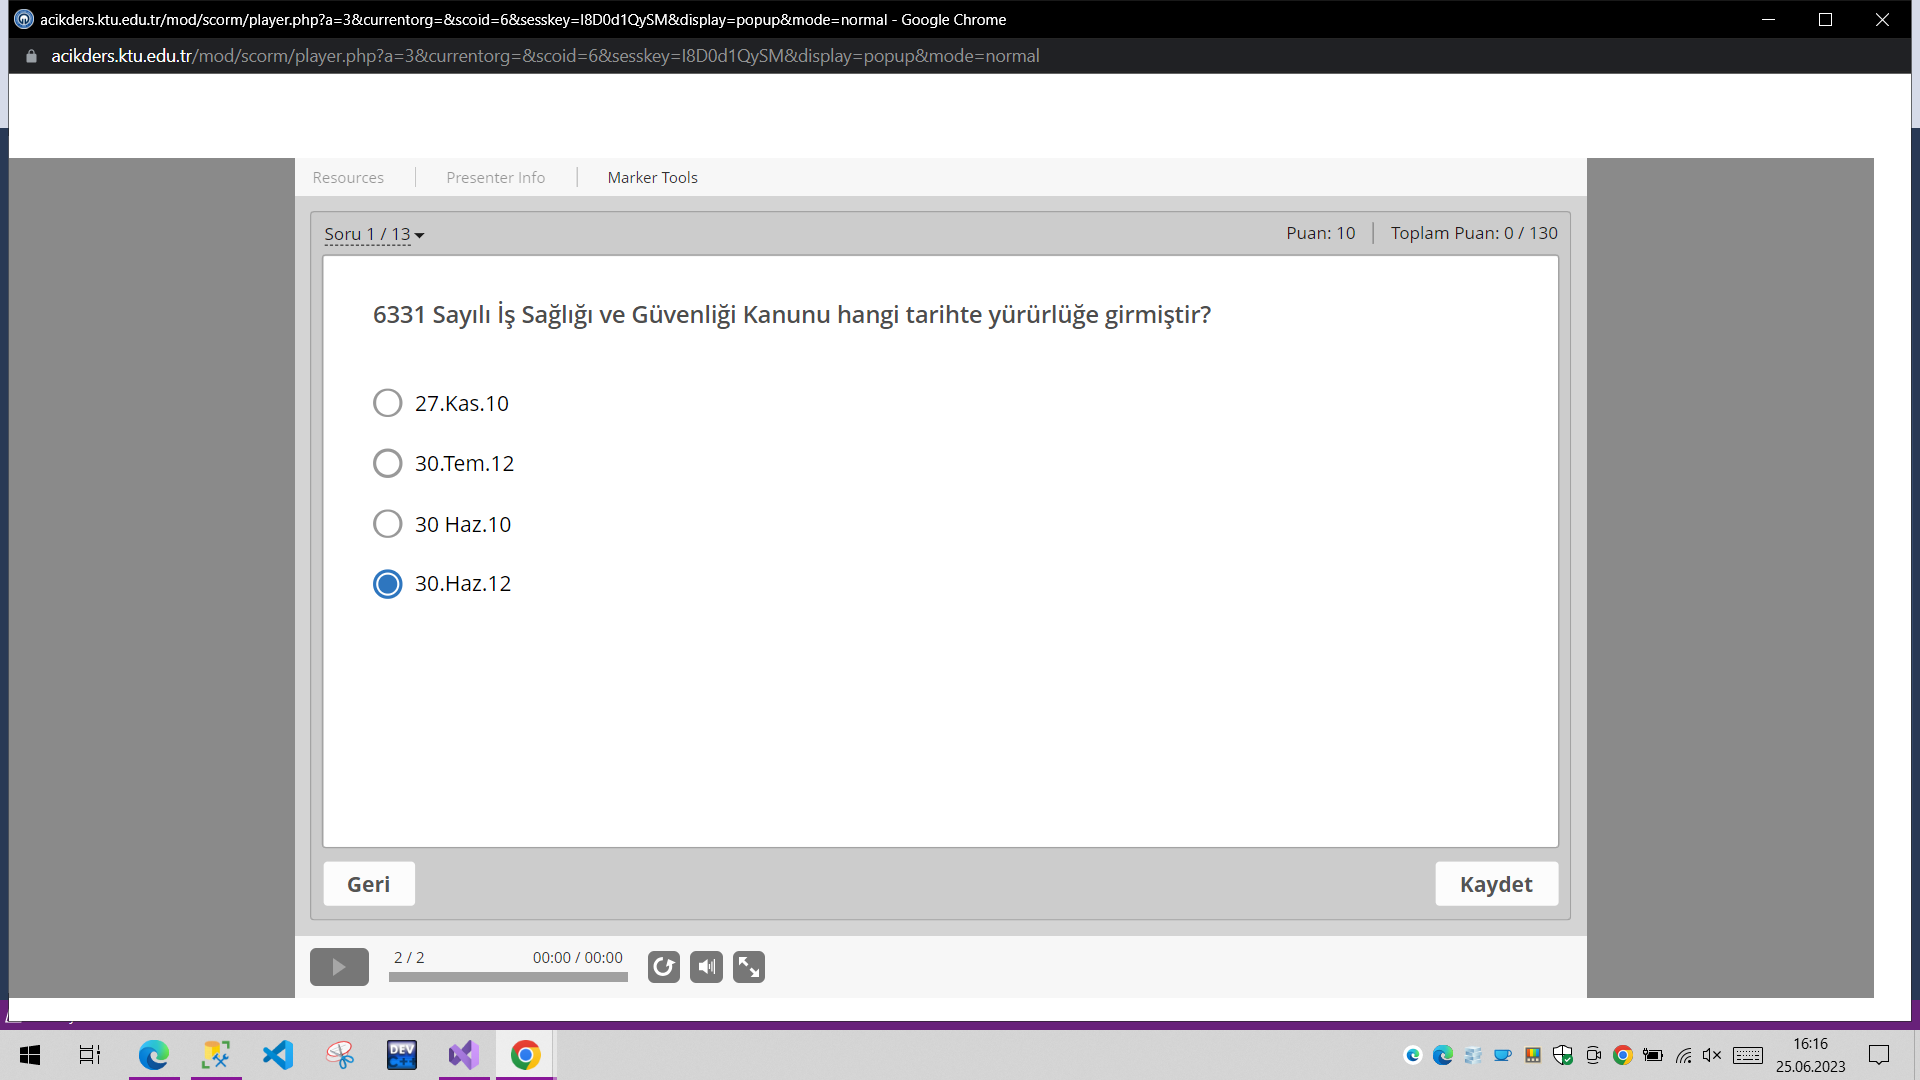 acikders.ktu.edu.tr/mod/scorm/player.php?a=3&currentorg=&scoid=6&sesskey=I8D0d1QySM&display=popup&mode=normal - Google Chrome
acikders.ktu.edu.tr/mod/scorm/player.php?a=3&currentorg=&scoid=6&sesskey=I8D0d1QySM&display=popup&mode=normal
Resources Presenter Info Marker Tools
Soru 1 / 13 Puan: 10 Toplam Puan: 0 / 130
6331 Sayılı İş Sağlığı ve Güvenliği Kanunu hangi tarihte yürürlüğe girmiştir?
27.Kas.10
30.Tem.12
30 Haz.10
30.Haz.12
Geri Kaydet
2 / 2 00:00 / 00:00
DEV C++
16:16
25.06.2023